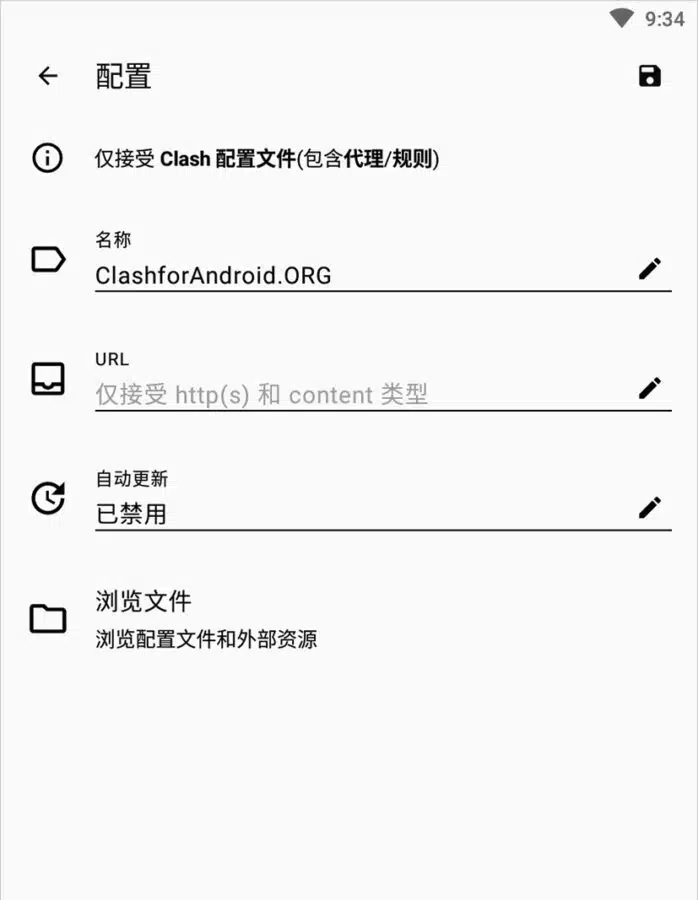 9:34
配置
仅接受 Clash 配置文件(包含代理/规则)
名称
ClashforAndroid.ORG
URL
仅接受 http(s) 和 content 类型
自动更新
已禁用
浏览文件
浏览配置文件和外部资源